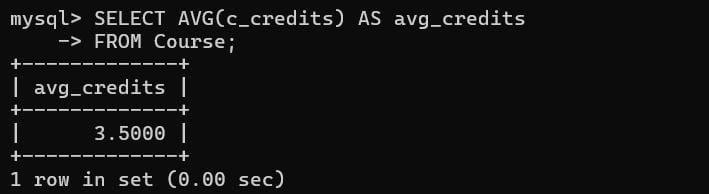 mysql> SELECT AVG(c_credits) AS avg_credits
    -> FROM Course;
+-------------+
| avg_credits |
+-------------+
|      3.5000 |
+-------------+
1 row in set (0.00 sec)